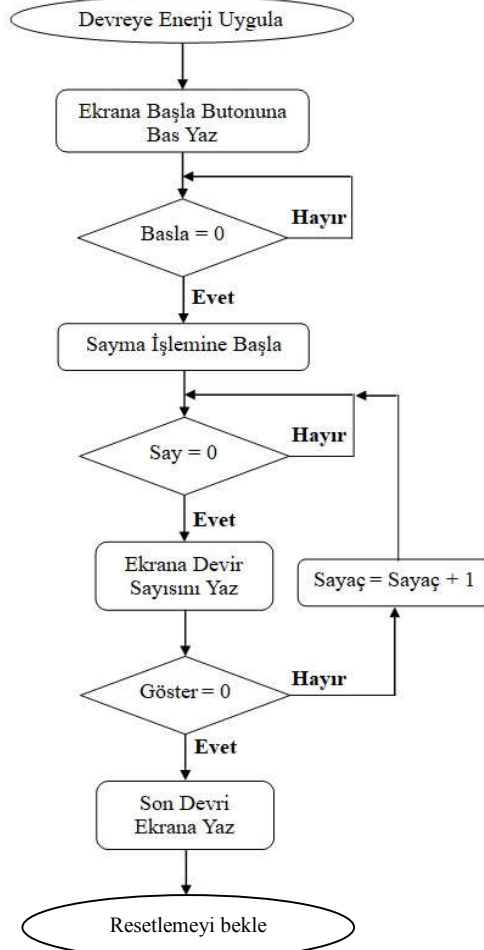 Devreye Enerji Uygula
Ekrana Başla Butonuna
Bas Yaz
Hayır
Basla = 0
Evet
Sayma İşlemine Başla
Hayır
Say = 0
Evet
Ekrana Devir
Sayısını Yaz
Sayaç = Sayaç + 1
Hayır
Göster = 0
Evet
Son Devri
Ekrana Yaz
Resetlemeyi bekle